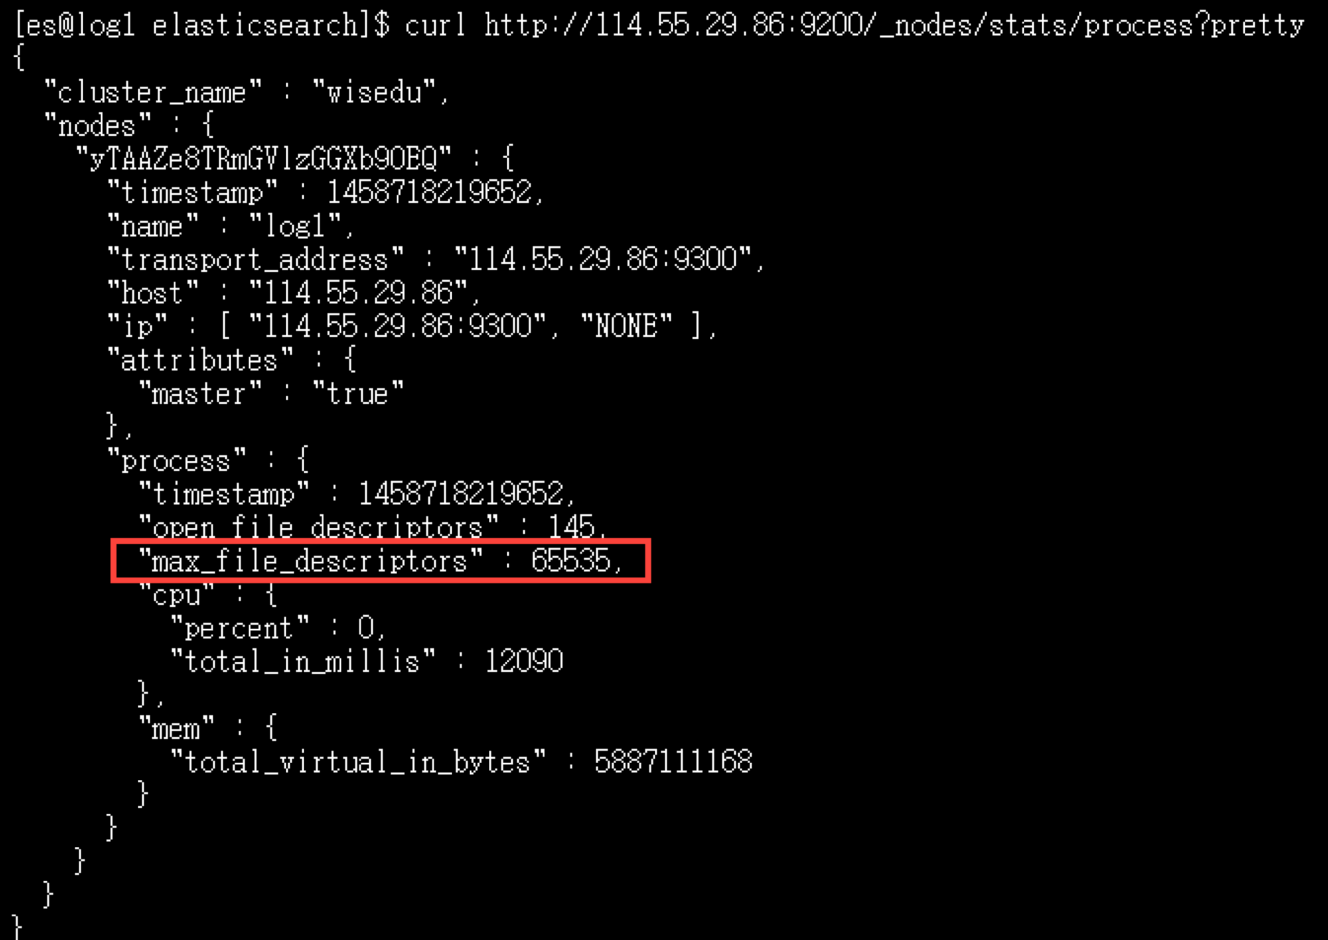 [es@log1 elasticsearch]$ curl http://114.55.29.86:9200/_nodes/stats/process?pretty
{
  "cluster_name" : "wisedu",
  "nodes" : {
    "yTAAZe8TRmGVlzGGXb9OEQ" : {
      "timestamp" : 1458718219652,
      "name" : "log1",
      "transport_address" : "114.55.29.86:9300",
      "host" : "114.55.29.86",
      "ip" : [ "114.55.29.86:9300", "NONE" ],
      "attributes" : {
        "master" : "true"
      },
      "process" : {
        "timestamp" : 1458718219652,
        "open_file_descriptors" : 145,
        "max_file_descriptors" : 65535,
        "cpu" : {
          "percent" : 0,
          "total_in_millis" : 12090
        },
        "mem" : {
          "total_virtual_in_bytes" : 5887111168
        }
      }
    }
  }
}